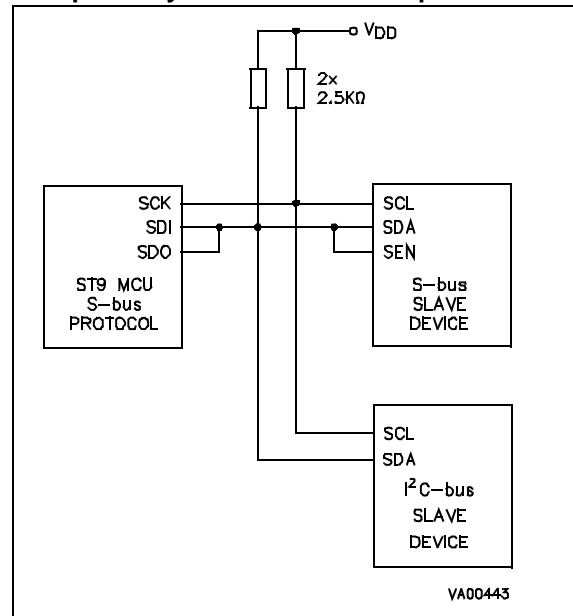 VDD
2x
2.5KΩ
SCK
SDI
SDO
ST9 MCU
S-bus
PROTOCOL
SCL
SDA
SEN
S-bus
SLAVE
DEVICE
SCL
SDA
I²C-bus
SLAVE
DEVICE
VA00443